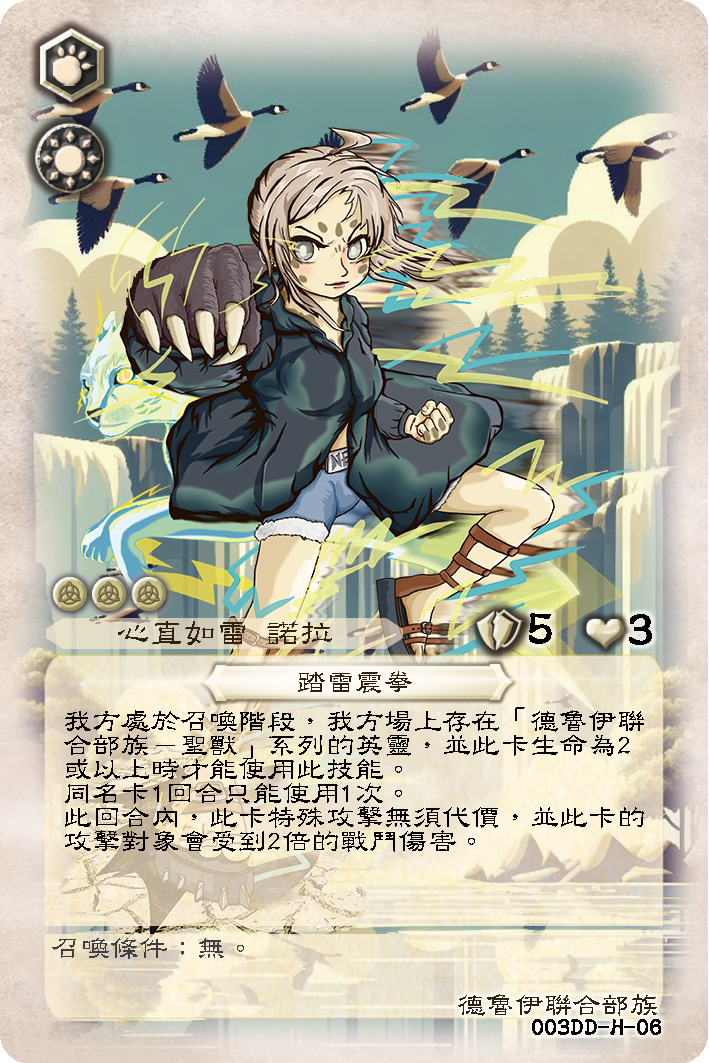 心直如雷 諾拉
5
3
踏雷震拳
我方處於召喚階段，我方場上存在「德魯伊聯
合部族－聖獸」系列的英靈，並此卡生命為2
或以上時才能使用此技能。
同名卡1回合只能使用1次。
此回合內，此卡特殊攻擊無須代價，並此卡的
攻擊對象會受到2倍的戰鬥傷害。
召喚條件：無。
德魯伊聯合部族
003DD-H-06